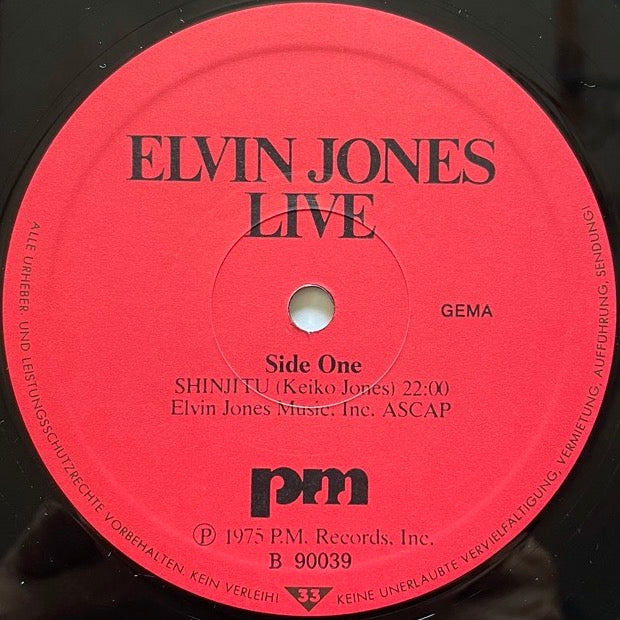 ELVIN JONES
LIVE
GEMA
Side One
SHINJITU (Keiko Jones) 22:00
Elvin Jones Music, Inc. ASCAP
pm
℗ 1975 P.M. Records, Inc.
B 90039
ALLE URHEBER- UND LEISTUNGSSCHUTZRECHTE VORBEHALTEN. KEIN VERLEIH! 33 KEINE UNERLAUBTE VERVIELFÄLTIGUNG, VERMIETUNG, AUFFÜHRUNG, SENDUNG!